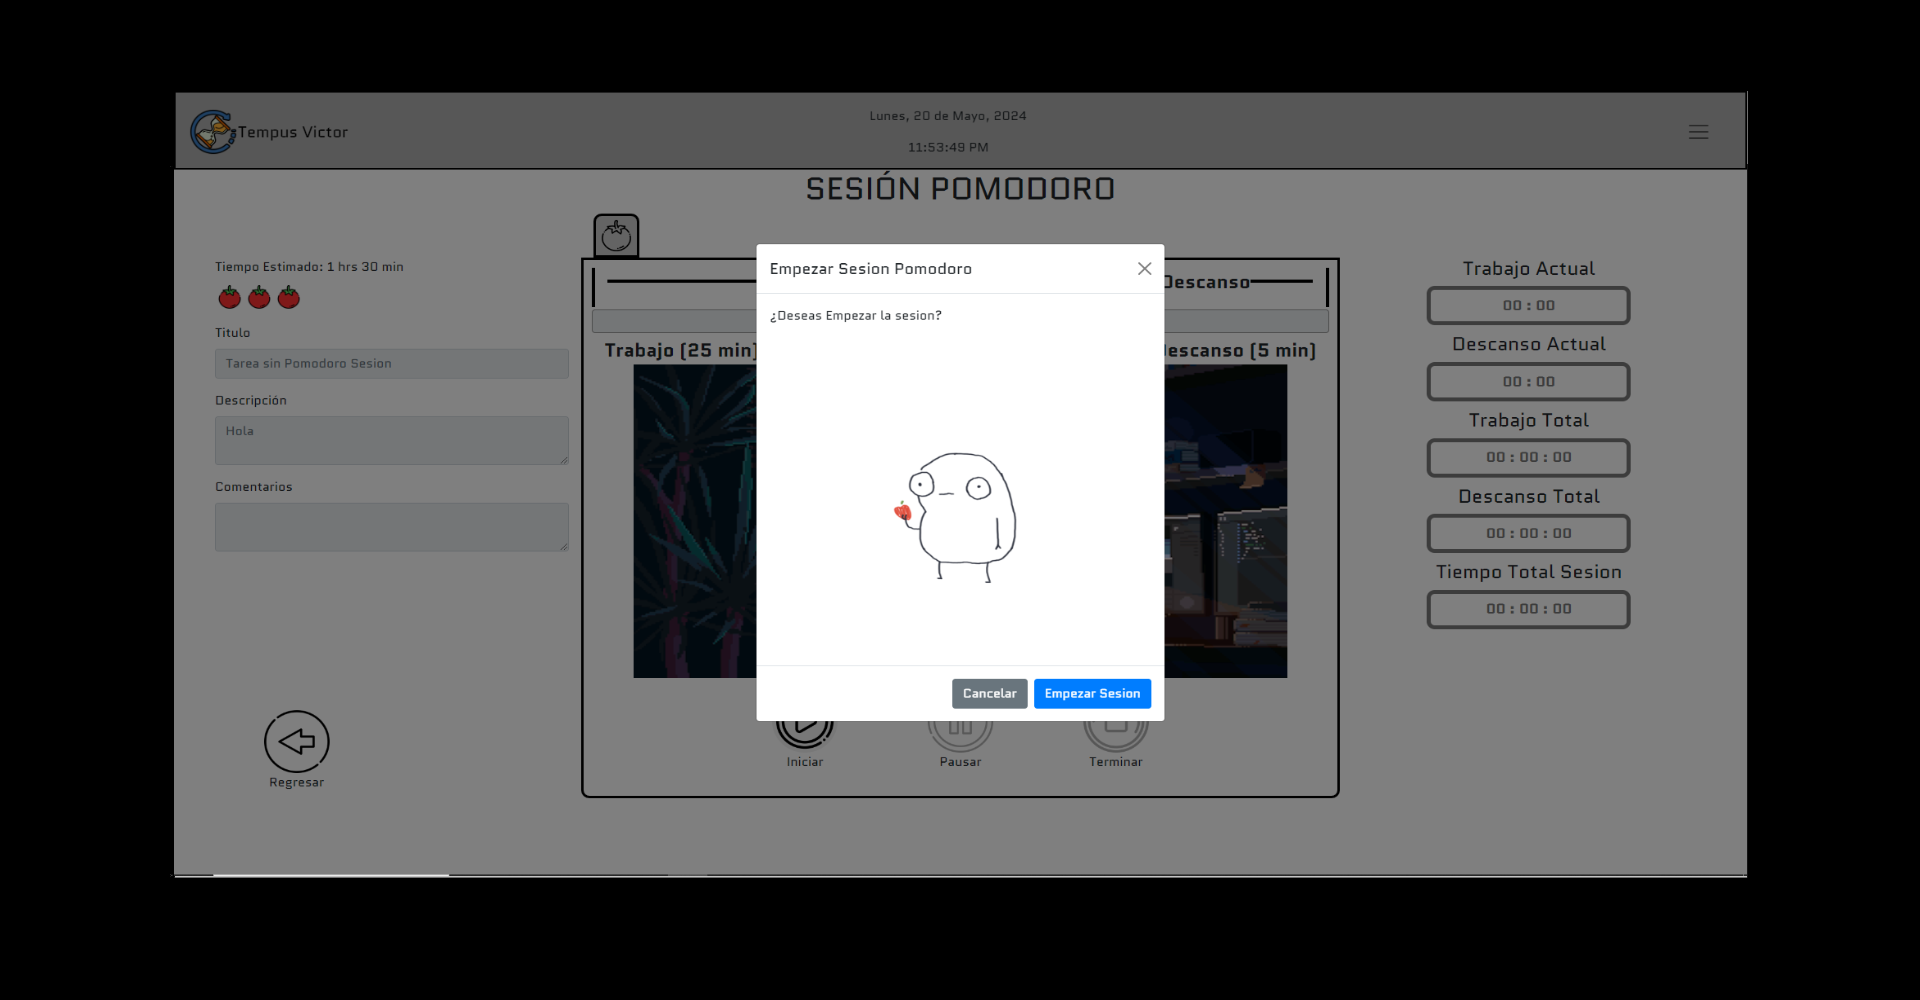 Tempus Victor
Lunes, 20 de Mayo, 2024
11:53:49 PM
SESIÓN POMODORO
Tiempo Estimado: 1 hrs 30 min
Titulo
Tarea sin Pomodoro Sesion
Descripción
Hola
Comentarios
Regresar
Empezar Sesion Pomodoro
¿Deseas Empezar la sesion?
Cancelar
Empezar Sesion
Descanso
Trabajo (25 min)
Descanso (5 min)
Iniciar
Pausar
Terminar
Trabajo Actual
00 : 00
Descanso Actual
00 : 00
Trabajo Total
00 : 00 : 00
Descanso Total
00 : 00 : 00
Tiempo Total Sesion
00 : 00 : 00